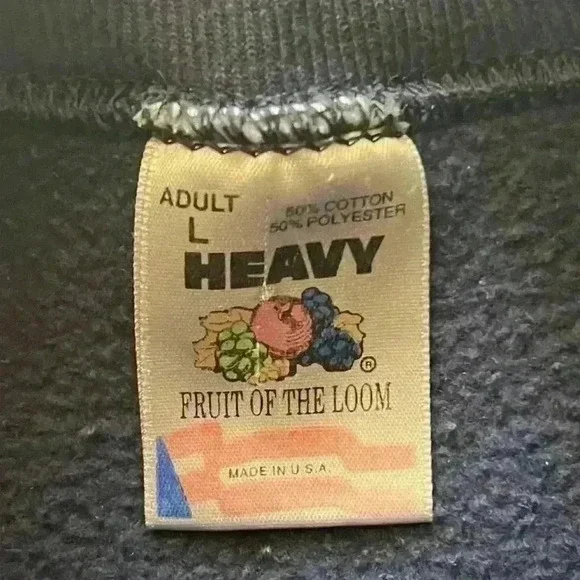 ADULT
L
50% COTTON
50% POLYESTER
HEAVY
®
FRUIT OF THE LOOM
MADE IN U.S.A.